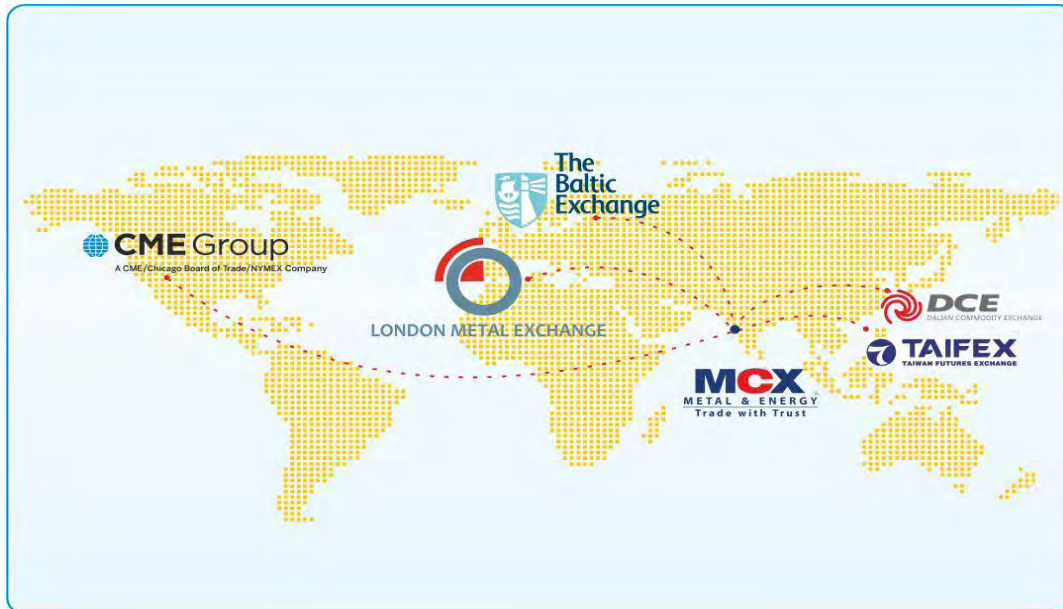 The
Baltic
Exchange
CME Group
A CME/Chicago Board of Trade/NYMEX Company
LONDON METAL EXCHANGE
DCE
DALIAN COMMODITY EXCHANGE
TAIFEX
TAIWAN FUTURES EXCHANGE
MCX
METAL & ENERGY
Trade with Trust